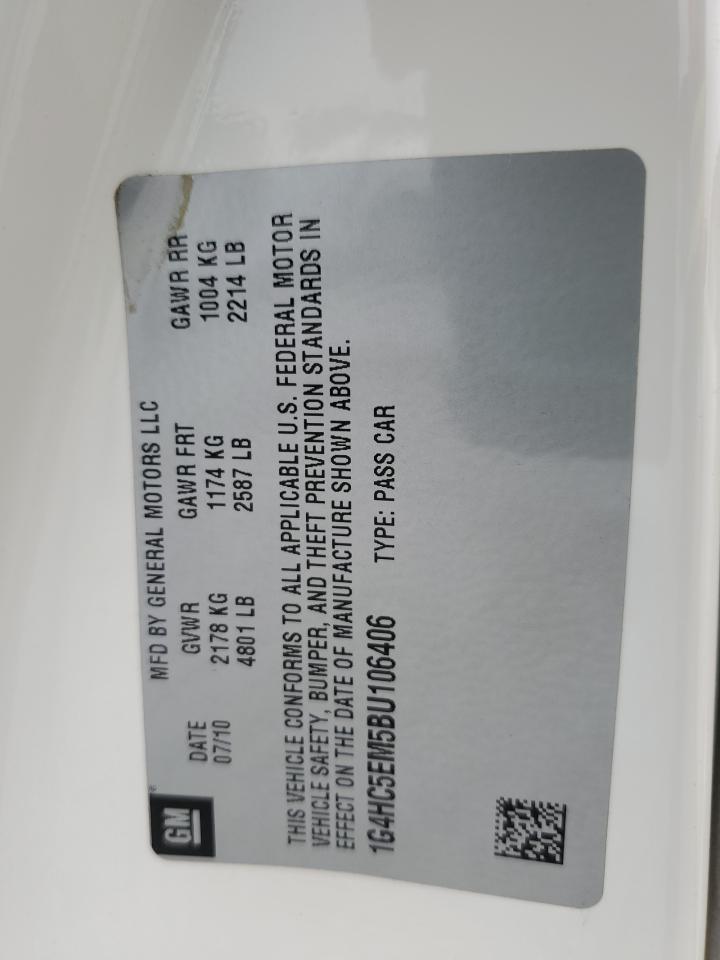 GM
MFD BY GENERAL MOTORS LLC
DATE GVWR GAWR FRT GAWR RR
07/10 2178 KG 1174 KG 1004 KG
4801 LB 2587 LB 2214 LB
THIS VEHICLE CONFORMS TO ALL APPLICABLE U.S. FEDERAL MOTOR
VEHICLE SAFETY, BUMPER, AND THEFT PREVENTION STANDARDS IN
EFFECT ON THE DATE OF MANUFACTURE SHOWN ABOVE.
1G4HC5EM5BU106406 TYPE: PASS CAR